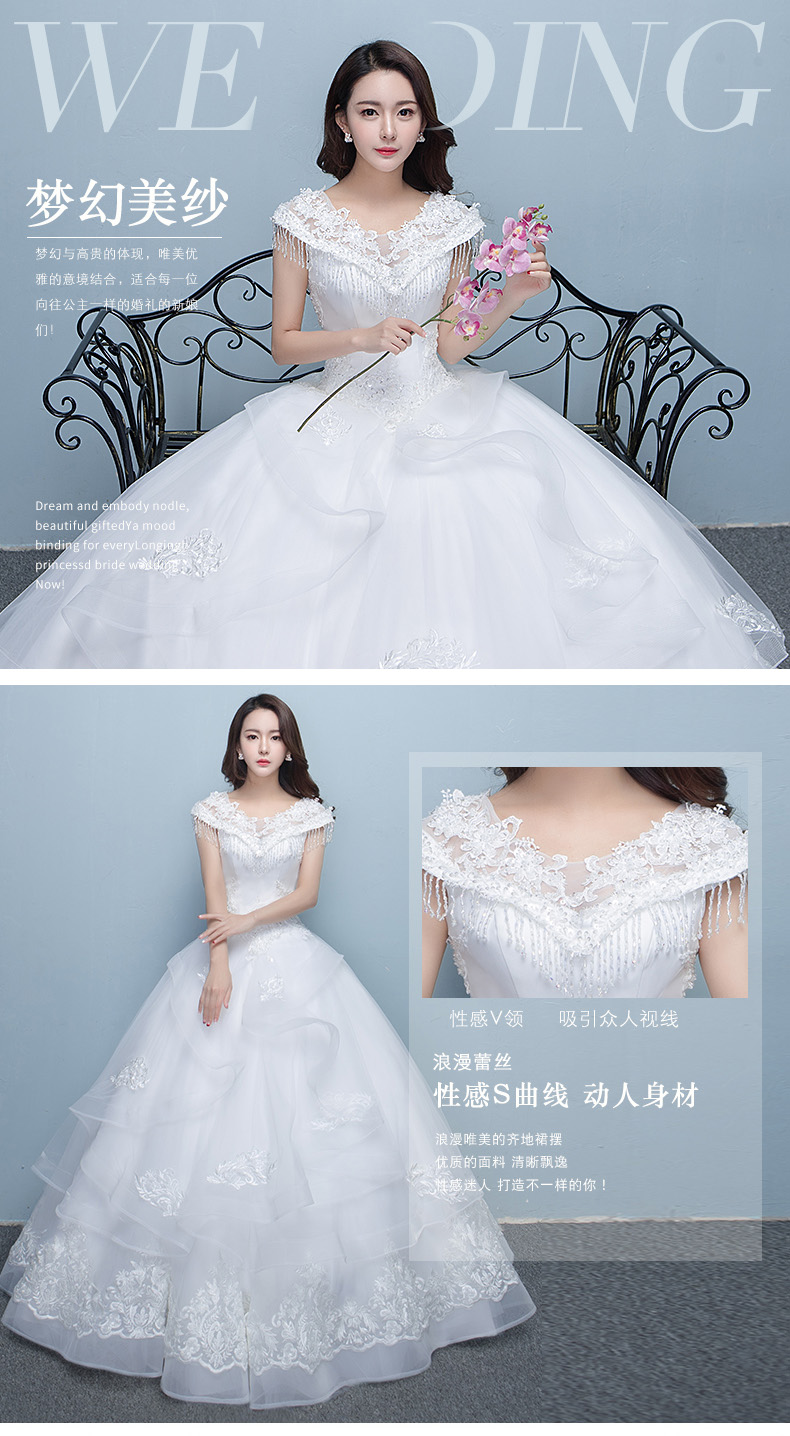 WEDDING
梦幻美纱
梦幻与高贵的体现，唯美优
雅的意境结合，适合每一位
向往公主一样的婚礼的新娘
们！
Dream and embody nodle,
beautiful giftedYa mood
binding for everyLonging!
princessd bride wedding
Now!
性感V领 吸引众人视线
浪漫蕾丝
性感S曲线 动人身材
浪漫唯美的齐地裙摆
优质的面料 清晰飘逸
性感迷人 打造不一样的你！